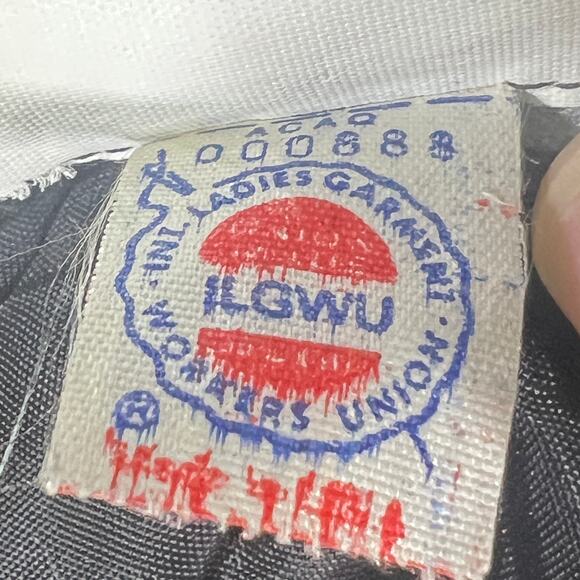 ACAO
000888
INT. LADIES GARMENT WORKERS UNION
ILGWU
®